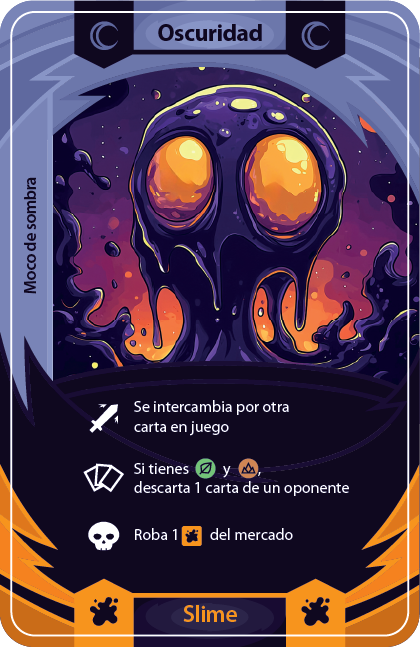 Oscuridad
Moco de sombra
Se intercambia por otra
carta en juego
Si tienes y ,
descarta 1 carta de un oponente
Roba 1 del mercado
Slime